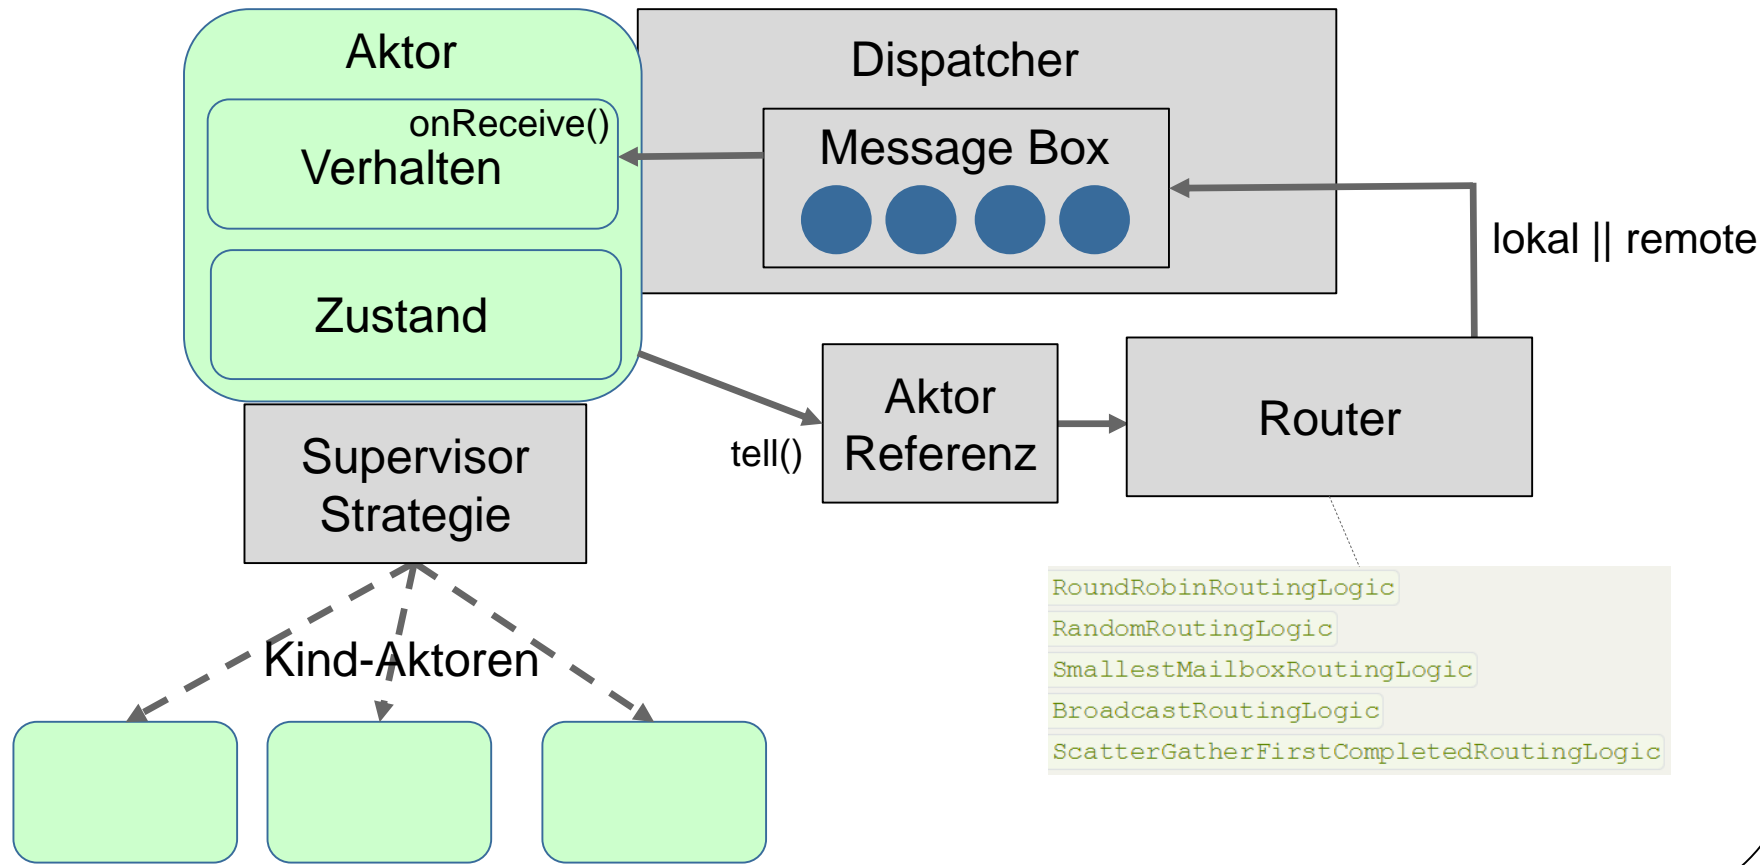 Aktor
Dispatcher
onReceive()
Verhalten
Message Box
lokal || remote
Zustand
Aktor
Referenz
Router
tell()
Supervisor
Strategie
RoundRobinRoutingLogic
RandomRoutingLogic
SmallestMailboxRoutingLogic
BroadcastRoutingLogic
ScatterGatherFirstCompletedRoutingLogic
Kind-Aktoren